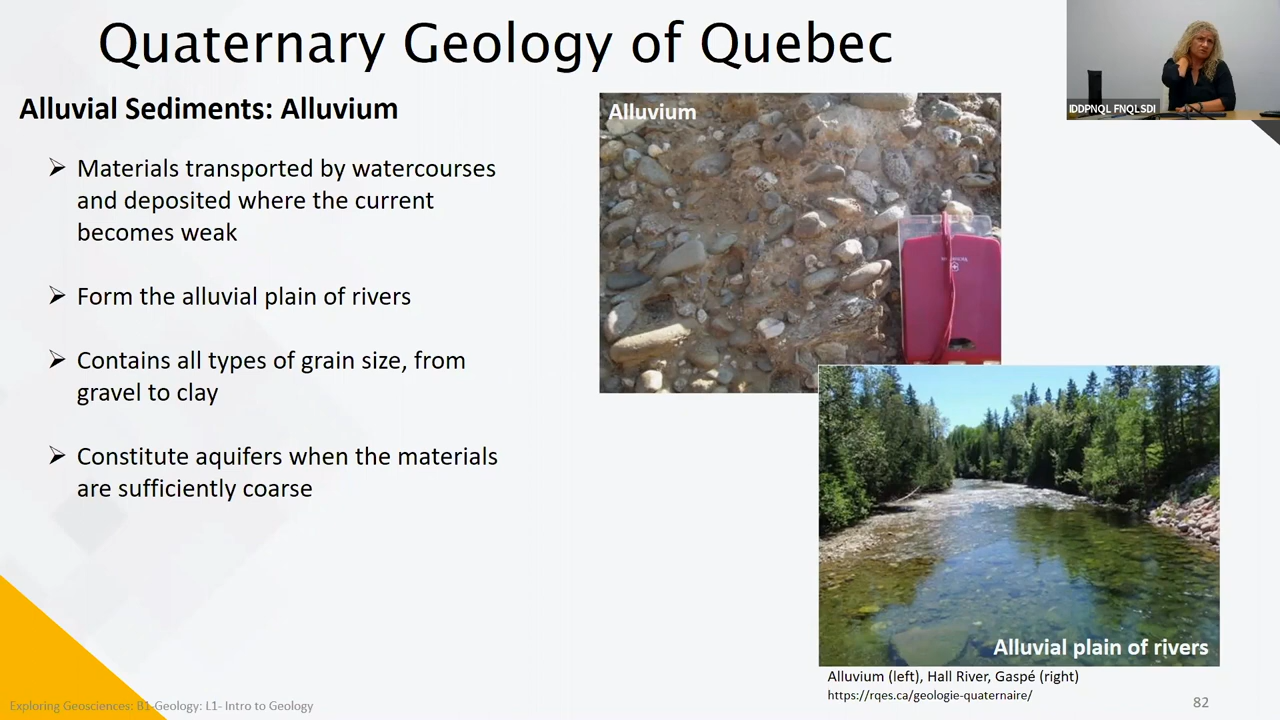 Quaternary Geology of Quebec
Alluvial Sediments: Alluvium
Materials transported by watercourses
and deposited where the current
becomes weak
Form the alluvial plain of rivers
Contains all types of grain size, from
gravel to clay
Constitute aquifers when the materials
are sufficiently coarse
Alluvium
IDDPNQL FNQLSDI
Alluvial plain of rivers
Alluvium (left), Hall River, Gaspé (right)
https://rqes.ca/geologie-quaternaire/
Exploring Geosciences: B1-Geology: L1- Intro to Geology
82